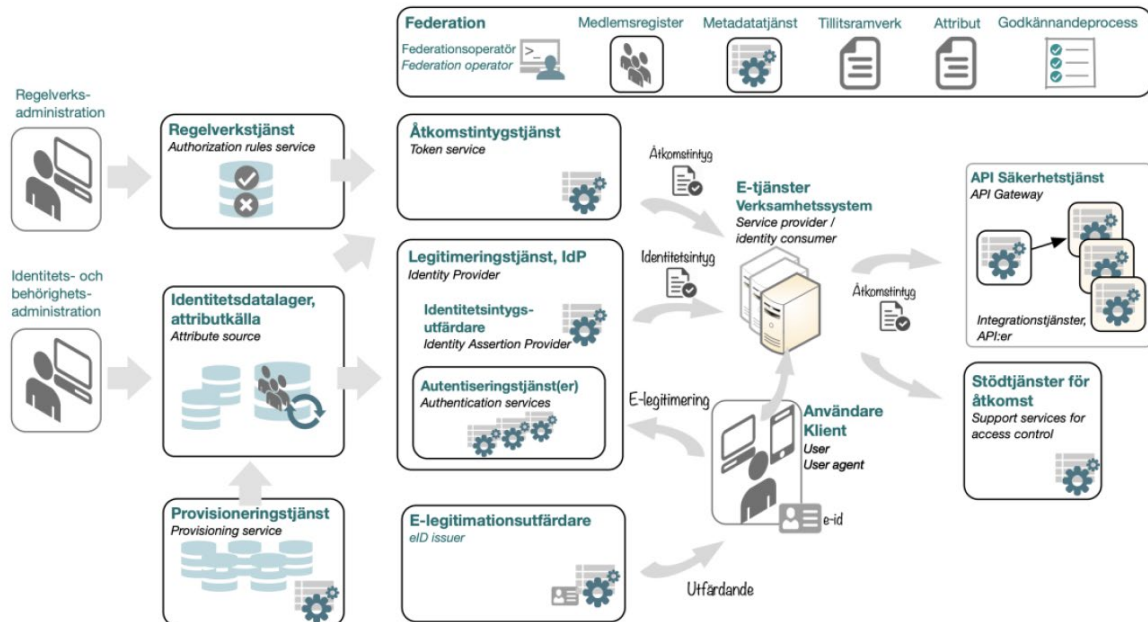 Federation
Medlemsregister
Metadatatjänst
Tillitsramverk
Attribut
Godkännandeprocess
Federationsoperatör
Federation operator
Regelverks-
administration
Regelverkstjänst
Authorization rules service
Åtkomstintygstjänst
Token service
Åtkomstintyg
E-tjänster
Verksamhetssystem
Service provider /
identity consumer
API Säkerhetstjänst
API Gateway
Integrationstjänster,
API:er
Identitets- och
behörighets-
administration
Identitetsdatalager,
attributkälla
Attribute source
Legitimeringstjänst, IdP
Identity Provider
Identitetsintygs-
utfärdare
Identity Assertion Provider
Autentiseringstjänst(er)
Authentication services
Identitetsintyg
Åtkomstintyg
E-legitimering
Användare
Klient
User
User agent
e-id
Stödtjänster för
åtkomst
Support services for
access control
Provisioneringstjänst
Provisioning service
E-legitimationsutfärdare
eID issuer
Utfärdande